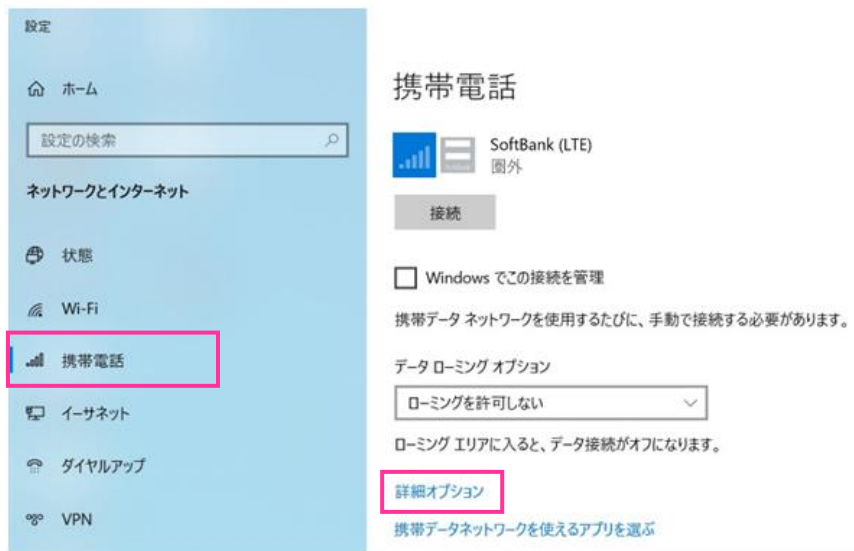 設定
ホーム
設定の検索
ネットワークとインターネット
状態
Wi-Fi
携帯電話
イーサネット
ダイヤルアップ
VPN
携帯電話
SoftBank (LTE)
圏外
接続
Windows でこの接続を管理
携帯データ ネットワークを使用するたびに、手動で接続する必要があります。
データ ローミング オプション
ローミングを許可しない
ローミング エリアに入ると、データ接続がオフになります。
詳細オプション
携帯データネットワークを使えるアプリを選ぶ